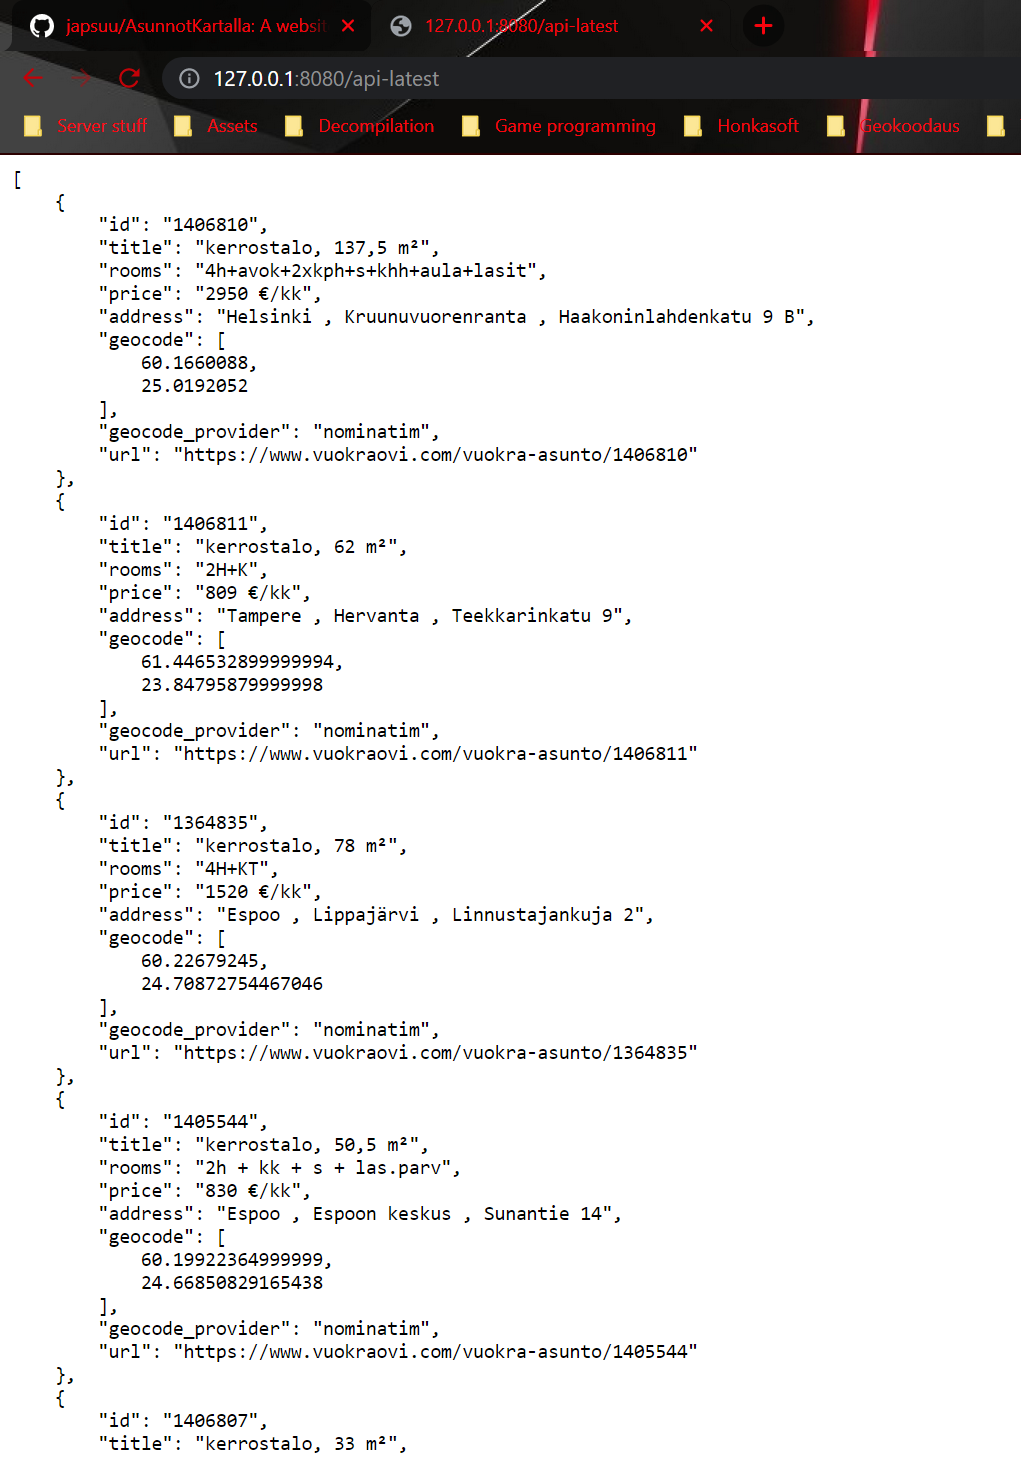 japsuu/AsunnotKartalla: A websit
127.0.0.1:8080/api-latest
127.0.0.1:8080/api-latest
Server stuff
Assets
Decompilation
Game programming
Honkasoft
Geokoodaus
[
{
"id": "1406810",
"title": "kerrostalo, 137,5 m²",
"rooms": "4h+avok+2xkph+s+khh+aula+lasit",
"price": "2950 €/kk",
"address": "Helsinki , Kruunuvuorenranta , Haakoninlahdenkatu 9 B",
"geocode": [
60.1660088,
25.0192052
],
"geocode_provider": "nominatim",
"url": "https://www.vuokraovi.com/vuokra-asunto/1406810"
},
{
"id": "1406811",
"title": "kerrostalo, 62 m²",
"rooms": "2H+K",
"price": "809 €/kk",
"address": "Tampere , Hervanta , Teekkarinkatu 9",
"geocode": [
61.446532899999994,
23.84795879999998
],
"geocode_provider": "nominatim",
"url": "https://www.vuokraovi.com/vuokra-asunto/1406811"
},
{
"id": "1364835",
"title": "kerrostalo, 78 m²",
"rooms": "4H+KT",
"price": "1520 €/kk",
"address": "Espoo , Lippajärvi , Linnustajankuja 2",
"geocode": [
60.22679245,
24.70872754467046
],
"geocode_provider": "nominatim",
"url": "https://www.vuokraovi.com/vuokra-asunto/1364835"
},
{
"id": "1405544",
"title": "kerrostalo, 50,5 m²",
"rooms": "2h + kk + s + las.parv",
"price": "830 €/kk",
"address": "Espoo , Espoon keskus , Sunantie 14",
"geocode": [
60.19922364999999,
24.66850829165438
],
"geocode_provider": "nominatim",
"url": "https://www.vuokraovi.com/vuokra-asunto/1405544"
},
{
"id": "1406807",
"title": "kerrostalo, 33 m²",